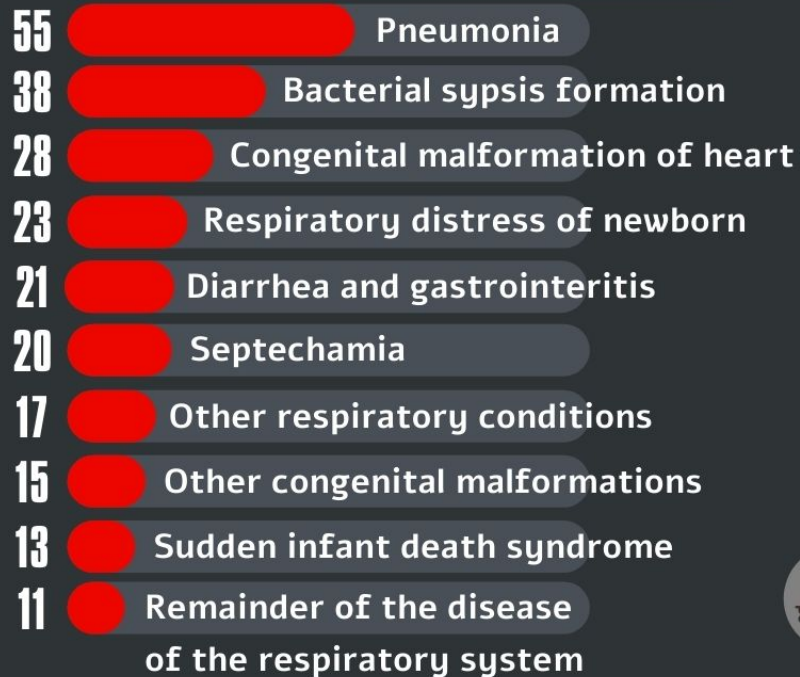 55 Pneumonia
38 Bacterial sypsis formation
28 Congenital malformation of heart
23 Respiratory distress of newborn
21 Diarrhea and gastrointeritis
20 Septechamia
17 Other respiratory conditions
15 Other congenital malformations
13 Sudden infant death syndrome
11 Remainder of the disease
of the respiratory system